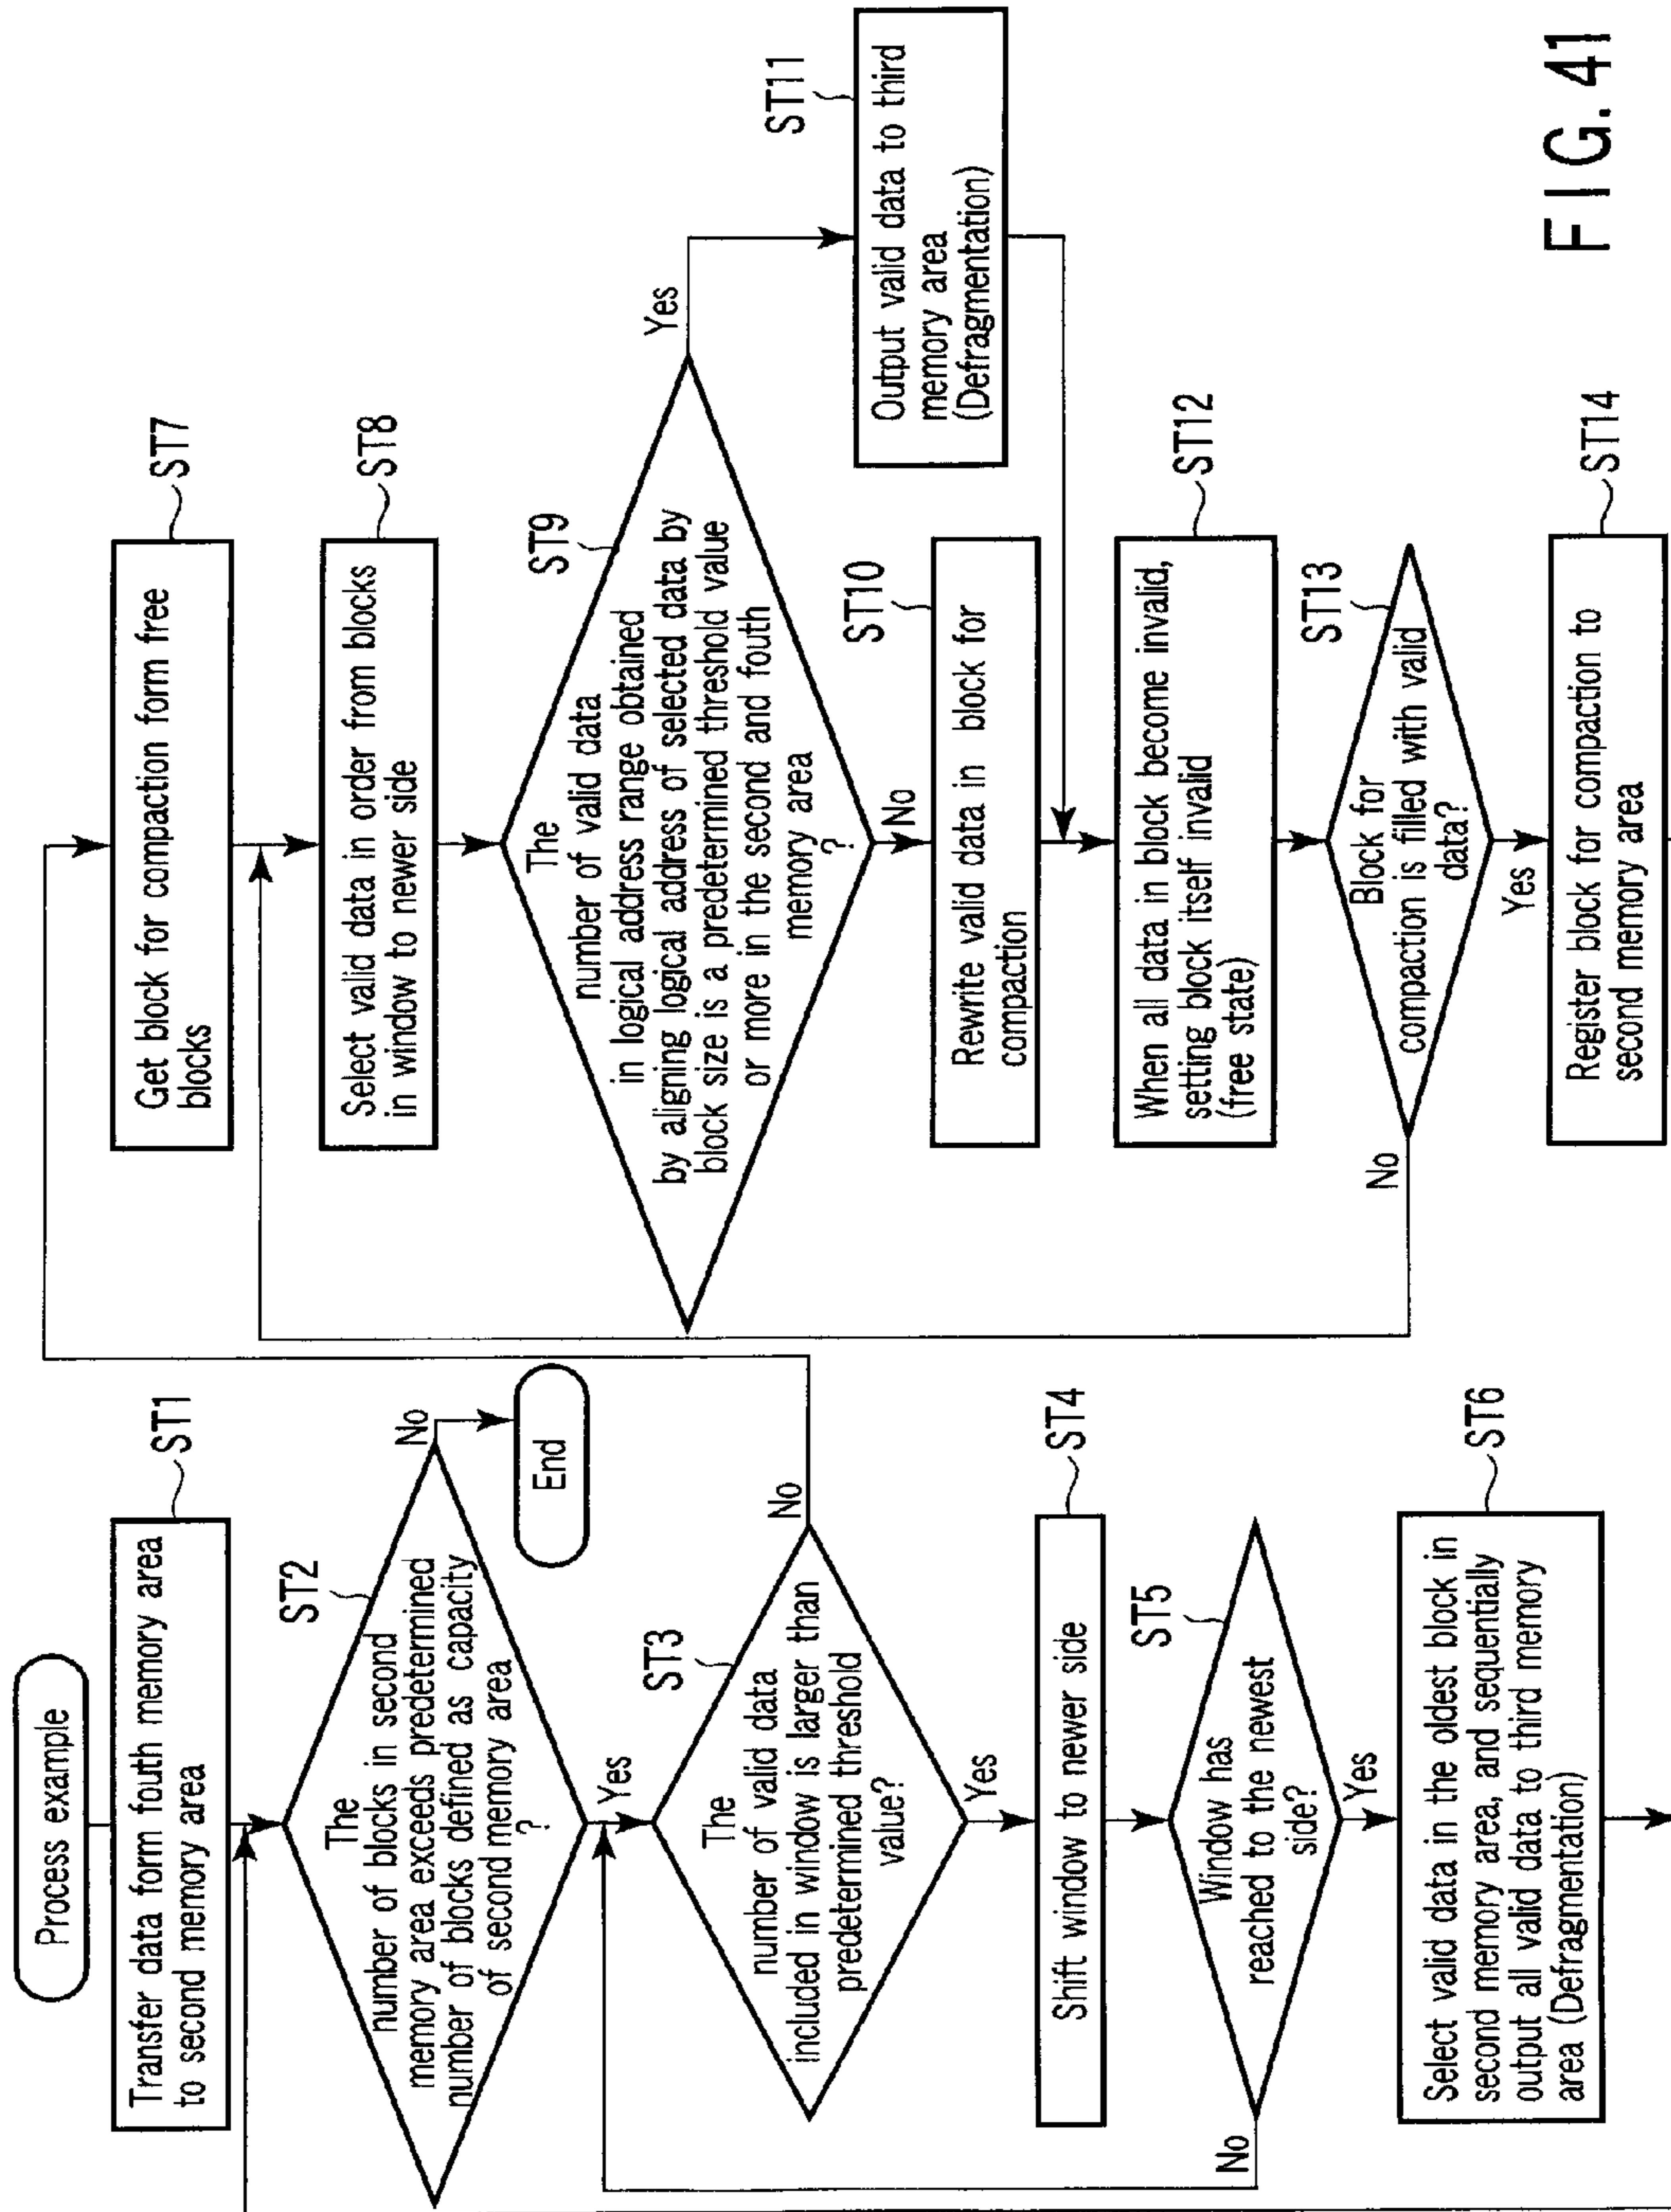 Process example
Transfer data form fouth memory area
to second memory area
ST1
ST2
The
number of blocks in second
memory area exceeds predetermined
number of blocks defined as capacity
of second memory area
?
No
End
Yes
ST3
The
number of valid data
included in window is larger than
predetermined threshold
value?
No
Yes
Shift window to newer side
ST4
ST5
Window has
reached to the newest
side?
No
Yes
Select valid data in the oldest block in
second memory area, and sequentially
output all valid data to third memory
area (Defragmentation)
ST6
Get block for compaction form free
blocks
ST7
Select valid data in order from blocks
in window to newer side
ST8
ST9
The
number of valid data
in logical address range obtained
by aligning logical address of selected data by
block size is a predetermined threshold value
or more in the second and fouth
memory area
?
Yes
No
ST10
Rewrite valid data in block for
compaction
ST11
Output valid data to third
memory area
(Defragmentation)
When all data in block become invalid,
setting block itself invalid
(free state)
ST12
ST13
Block for
compaction is filled with valid
data?
No
Yes
Register block for compaction to
second memory area
ST14
FIG. 41